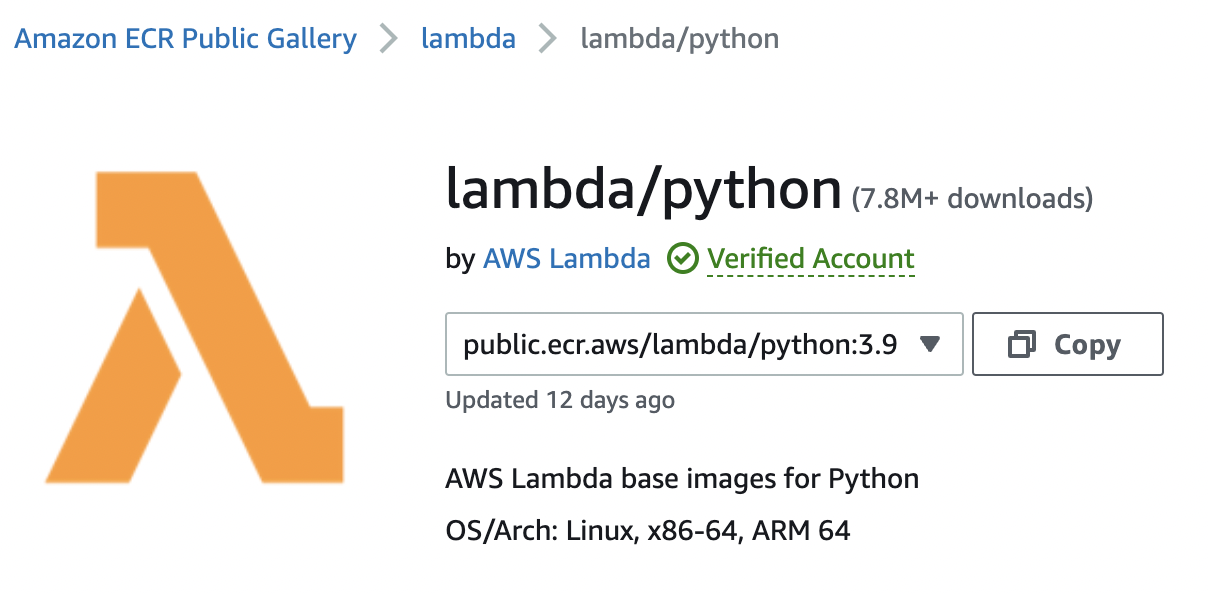 Amazon ECR Public Gallery > lambda > lambda/python
lambda/python (7.8M+ downloads)
by AWS Lambda Verified Account
public.ecr.aws/lambda/python:3.9 Copy
Updated 12 days ago
AWS Lambda base images for Python
OS/Arch: Linux, x86-64, ARM 64